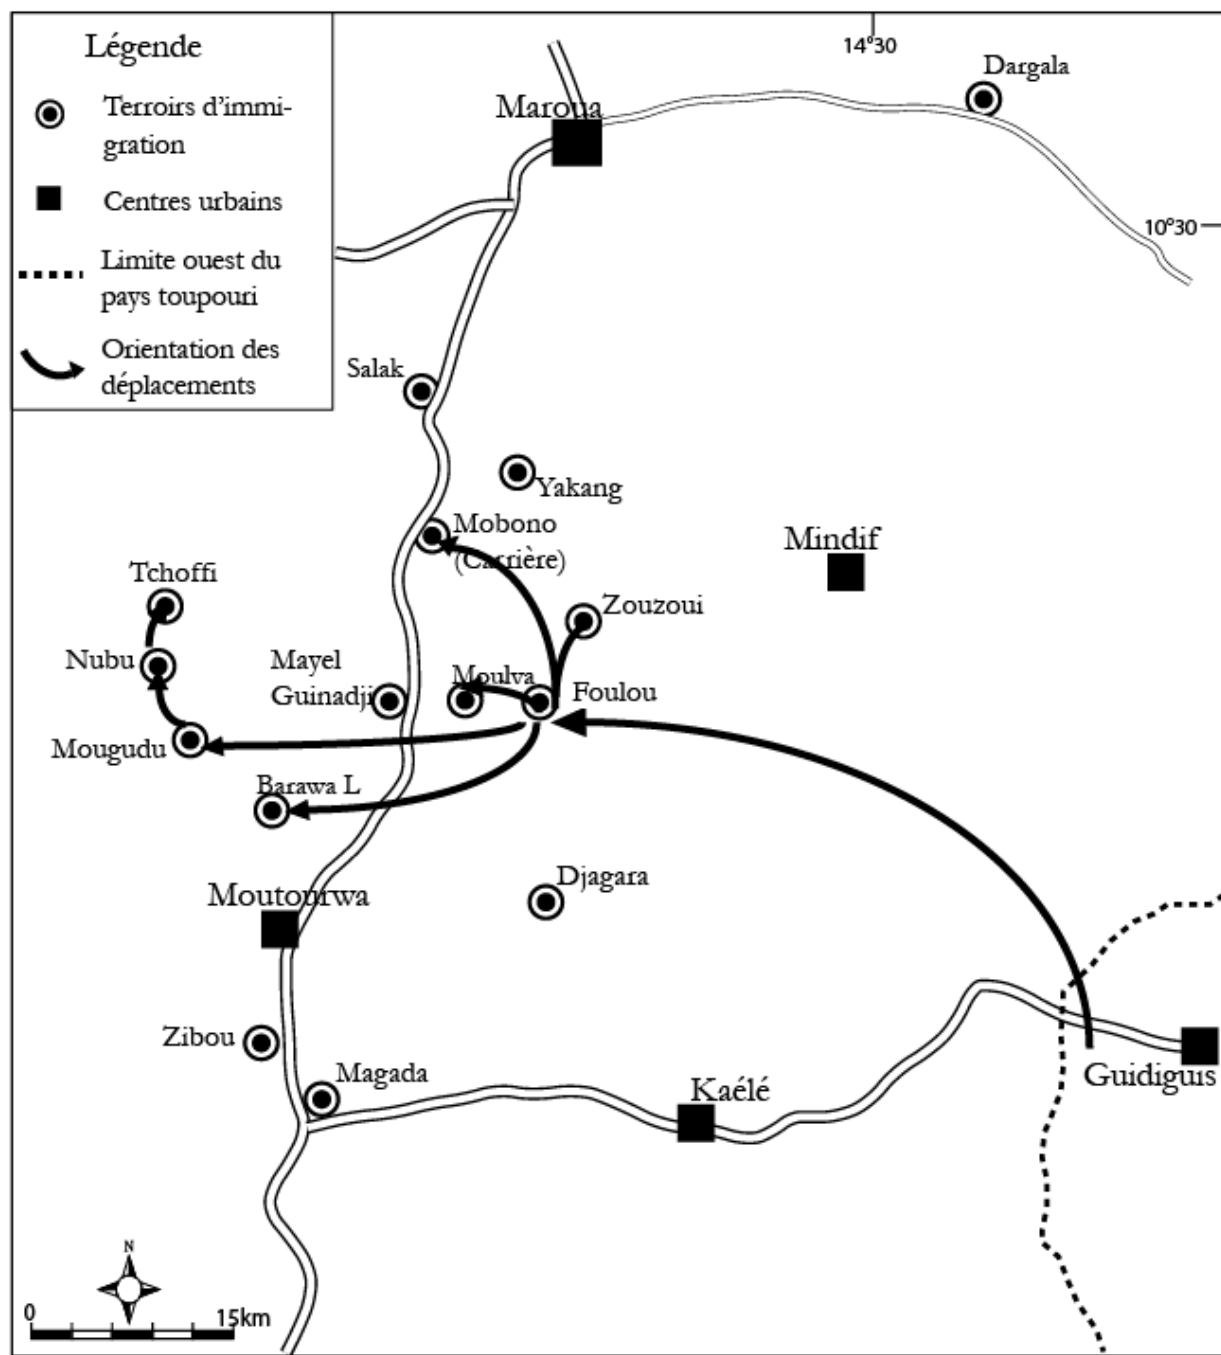 Légende
Terroirs d'immi-
gration
Centres urbains
Limite ouest du
pays toupouri
Orientation des
déplacements
14°30
Dargala
Maroua
10°30
Salak
Yakang
Mobono
(Carrière)
Mindif
Tchoffi
Zouzoui
Nubu
Mayel
Guinadji
Moulva
Foulou
Mougudu
Barawa L
Djagara
Moutourwa
Zibou
Magada
Kaélé
Guidiguis
N
0
15km